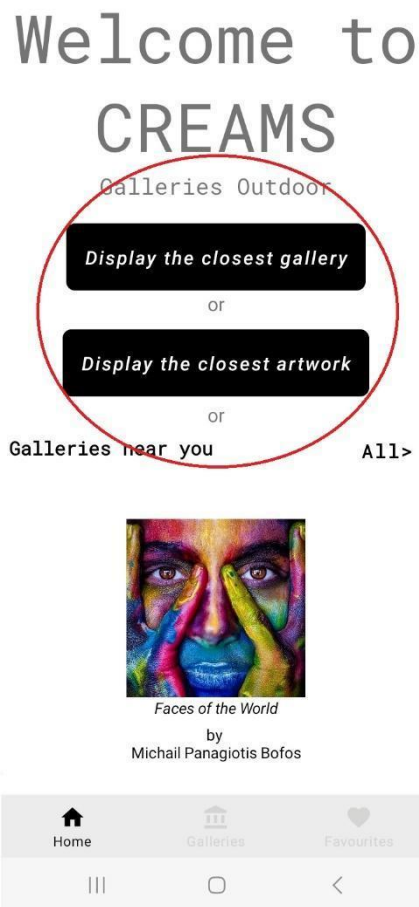 Welcome to
CREAMS
Galleries Outdoor
Display the closest gallery
or
Display the closest artwork
or
Galleries near you All>
Faces of the World
by
Michail Panagiotis Bofos
Home Galleries Favourites